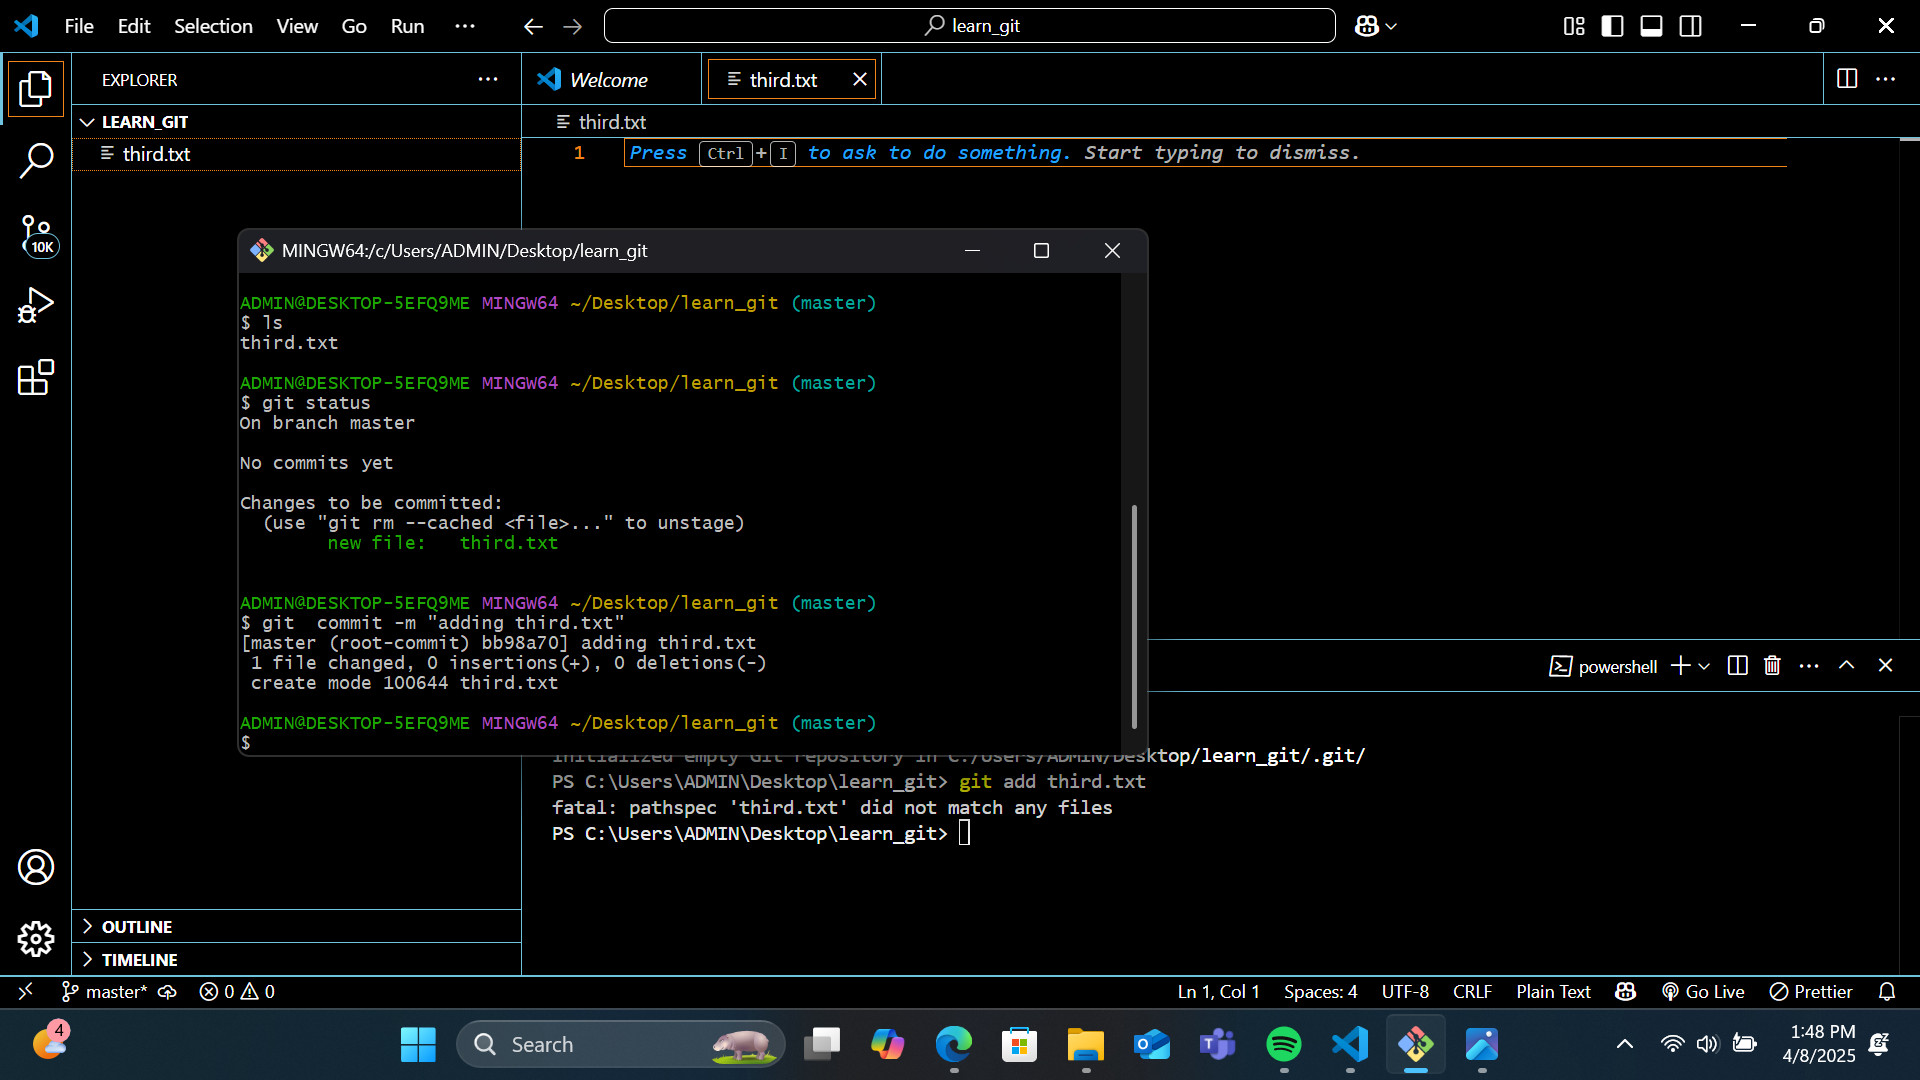 File Edit Selection View Go Run ··· learn_git
EXPLORER ···
LEARN_GIT
third.txt
10K
OUTLINE
TIMELINE
Welcome
third.txt
third.txt
1 Press Ctrl+I to ask to do something. Start typing to dismiss.
MINGW64:/c/Users/ADMIN/Desktop/learn_git
ADMIN@DESKTOP-5EFQ9ME MINGW64 ~/Desktop/learn_git (master)
$ ls
third.txt
ADMIN@DESKTOP-5EFQ9ME MINGW64 ~/Desktop/learn_git (master)
$ git status
On branch master
No commits yet
Changes to be committed:
  (use "git rm --cached <file>..." to unstage)
        new file:   third.txt
ADMIN@DESKTOP-5EFQ9ME MINGW64 ~/Desktop/learn_git (master)
$ git  commit -m "adding third.txt"
[master (root-commit) bb98a70] adding third.txt
 1 file changed, 0 insertions(+), 0 deletions(-)
 create mode 100644 third.txt
ADMIN@DESKTOP-5EFQ9ME MINGW64 ~/Desktop/learn_git (master)
$
powershell
Initialized empty Git repository in C:/Users/ADMIN/Desktop/learn_git/.git/
PS C:\Users\ADMIN\Desktop\learn_git> git add third.txt
fatal: pathspec 'third.txt' did not match any files
PS C:\Users\ADMIN\Desktop\learn_git>
master* 0 0 Ln 1, Col 1 Spaces: 4 UTF-8 CRLF Plain Text Go Live Prettier
4 Search 1:48 PM
4/8/2025